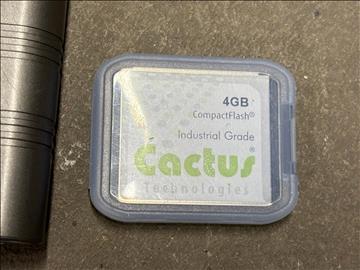 4GB
CompactFlash®
Industrial Grade
Cactus®
Technologies